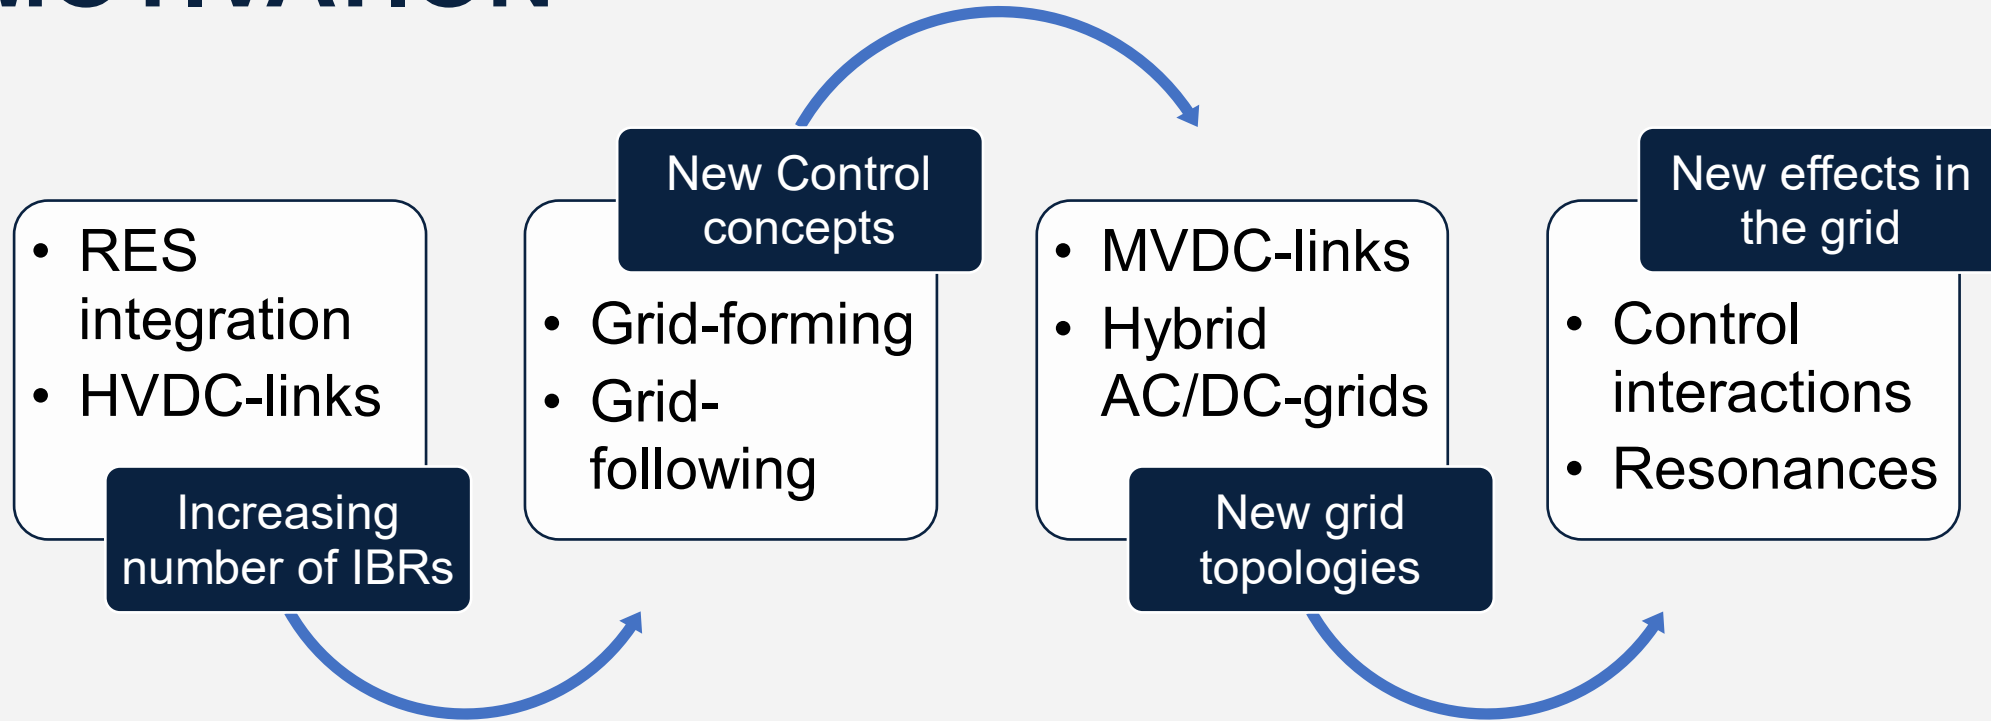 MOTIVATION
• RES
integration
• HVDC-links
Increasing
number of IBRs
New Control
concepts
• Grid-forming
• Grid-
following
• MVDC-links
• Hybrid
AC/DC-grids
New grid
topologies
New effects in
the grid
• Control
interactions
• Resonances